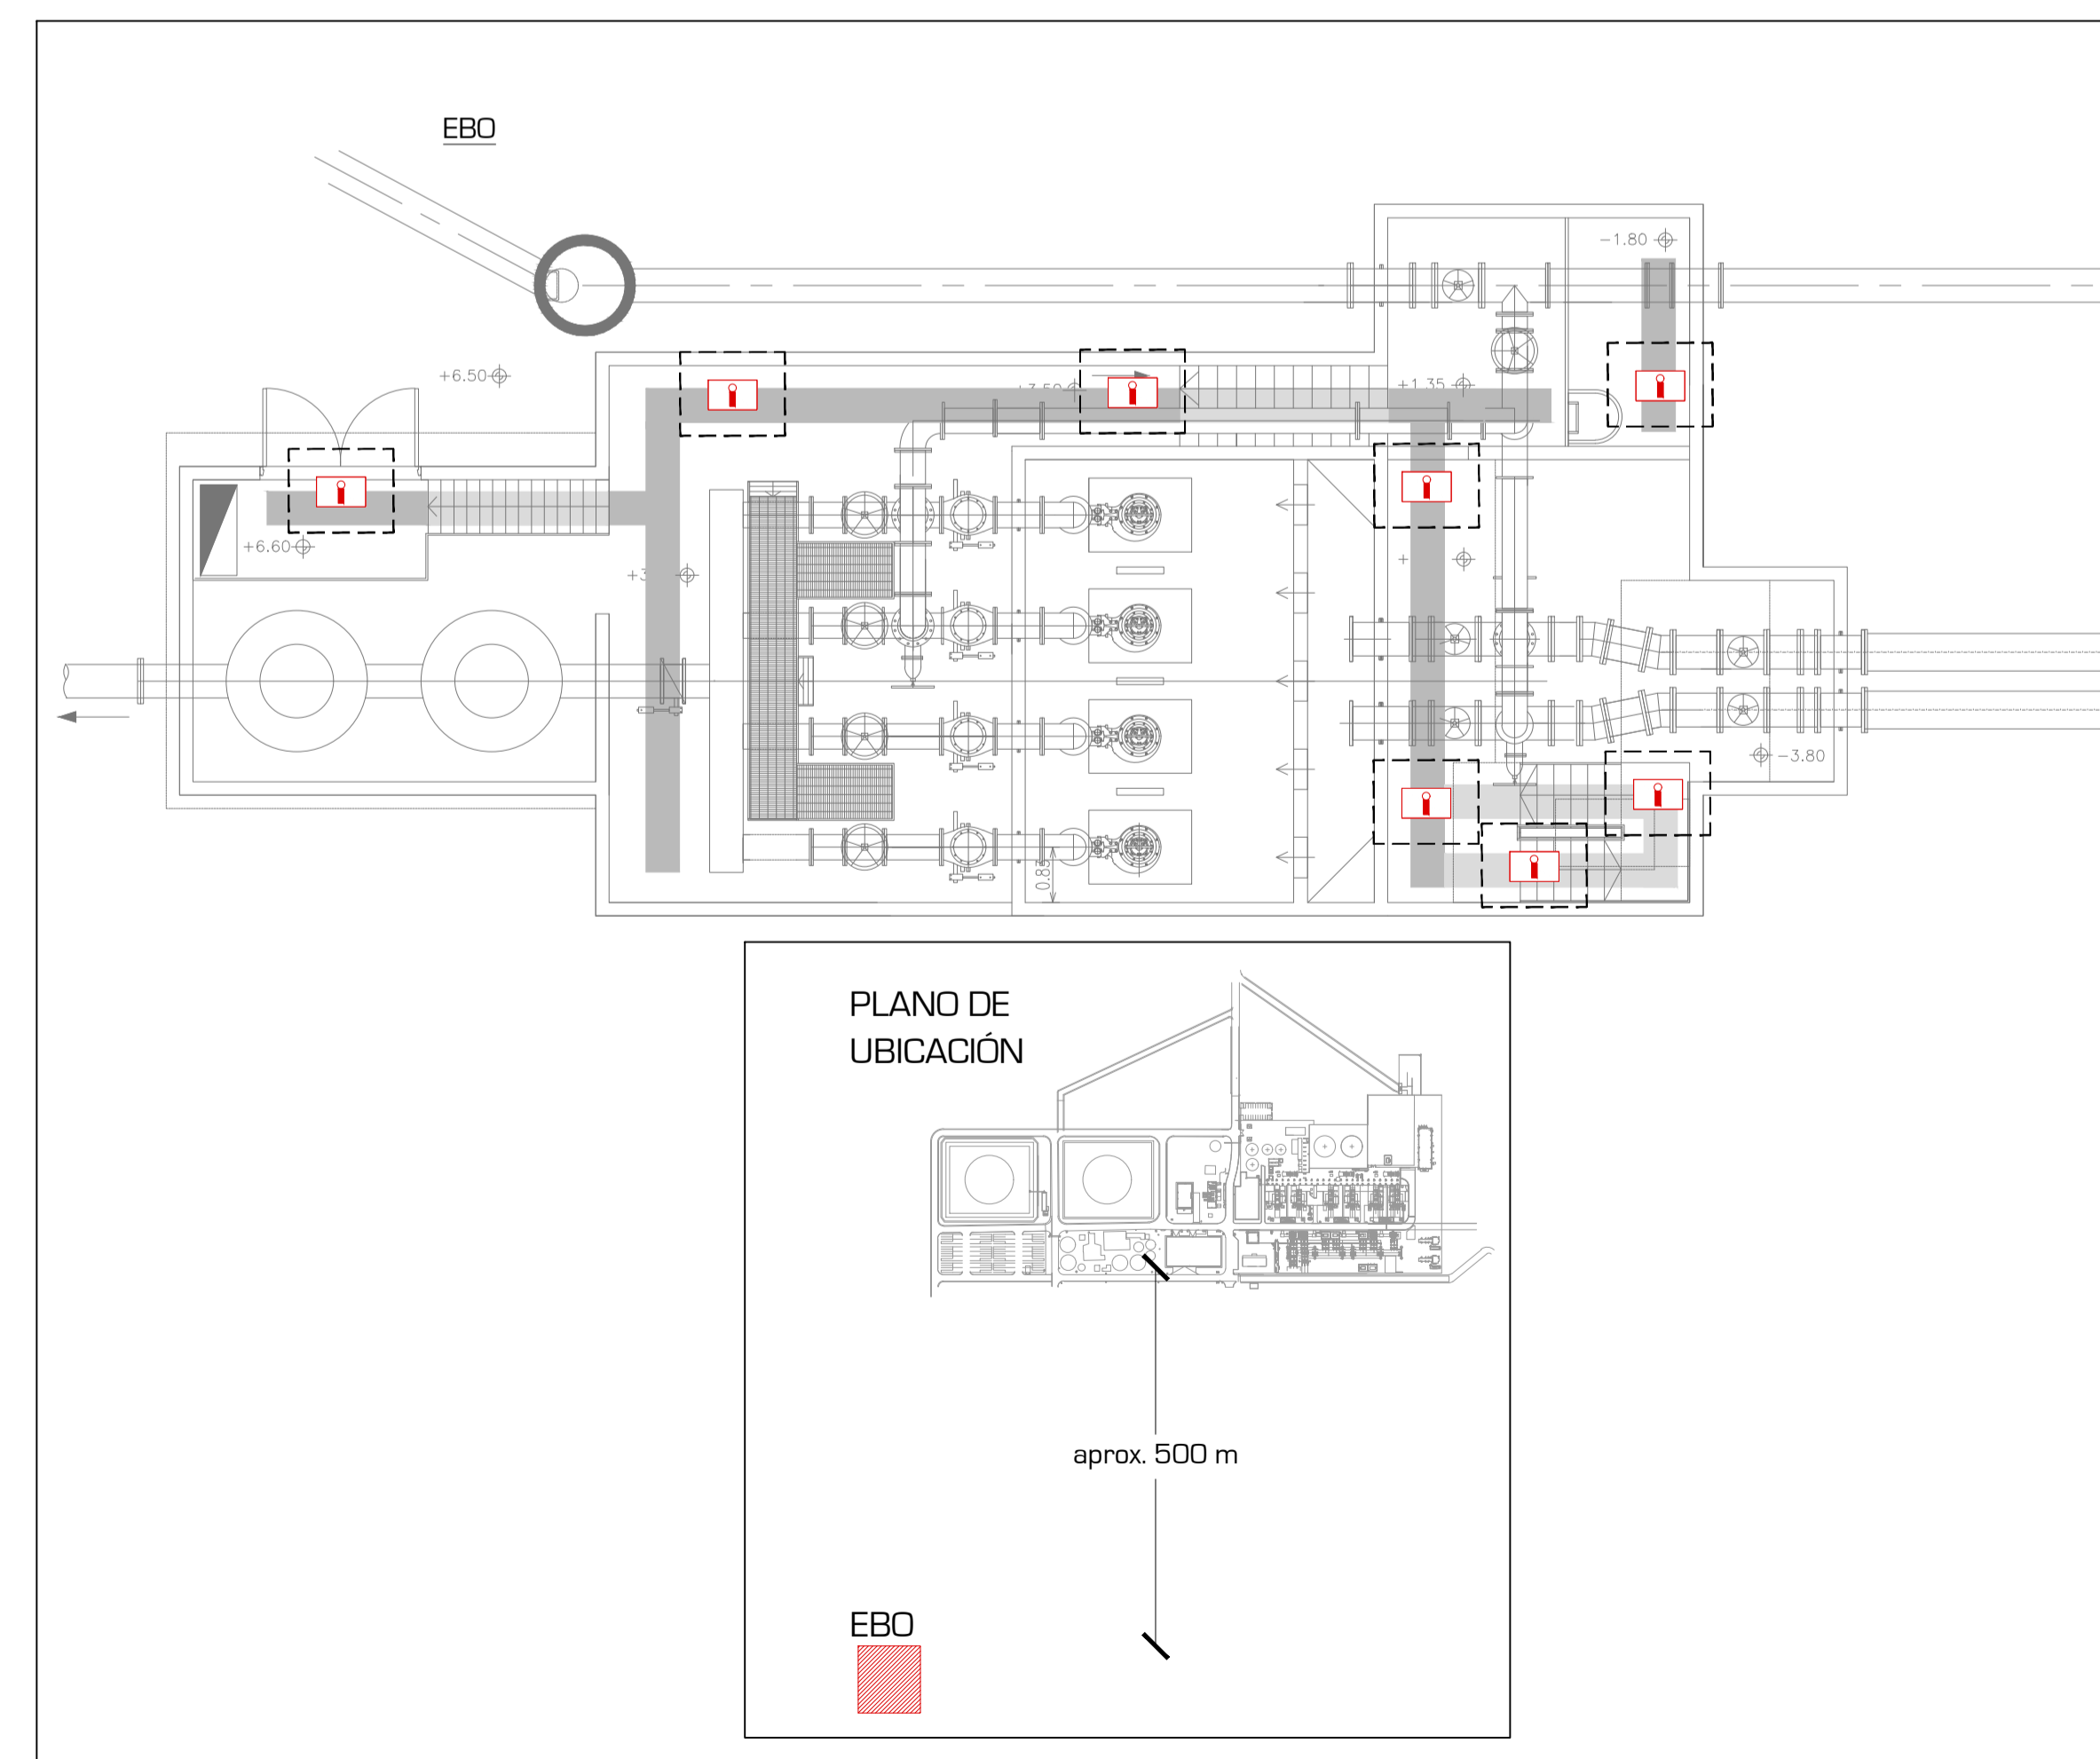 EBO
-1.80
+6.50
+1.35
+6.60
-3.80
PLANO DE
UBICACIÓN
aprox. 500 m
EBO